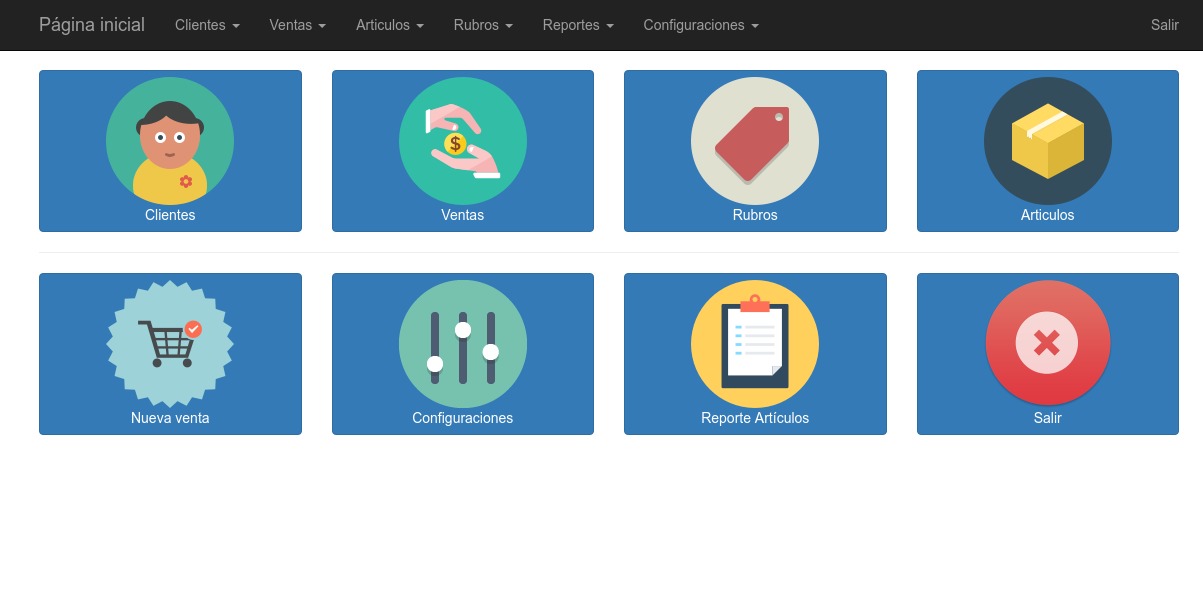 Página inicial Clientes Ventas Articulos Rubros Reportes Configuraciones Salir
Clientes Ventas Rubros Articulos
Nueva venta Configuraciones Reporte Artículos Salir